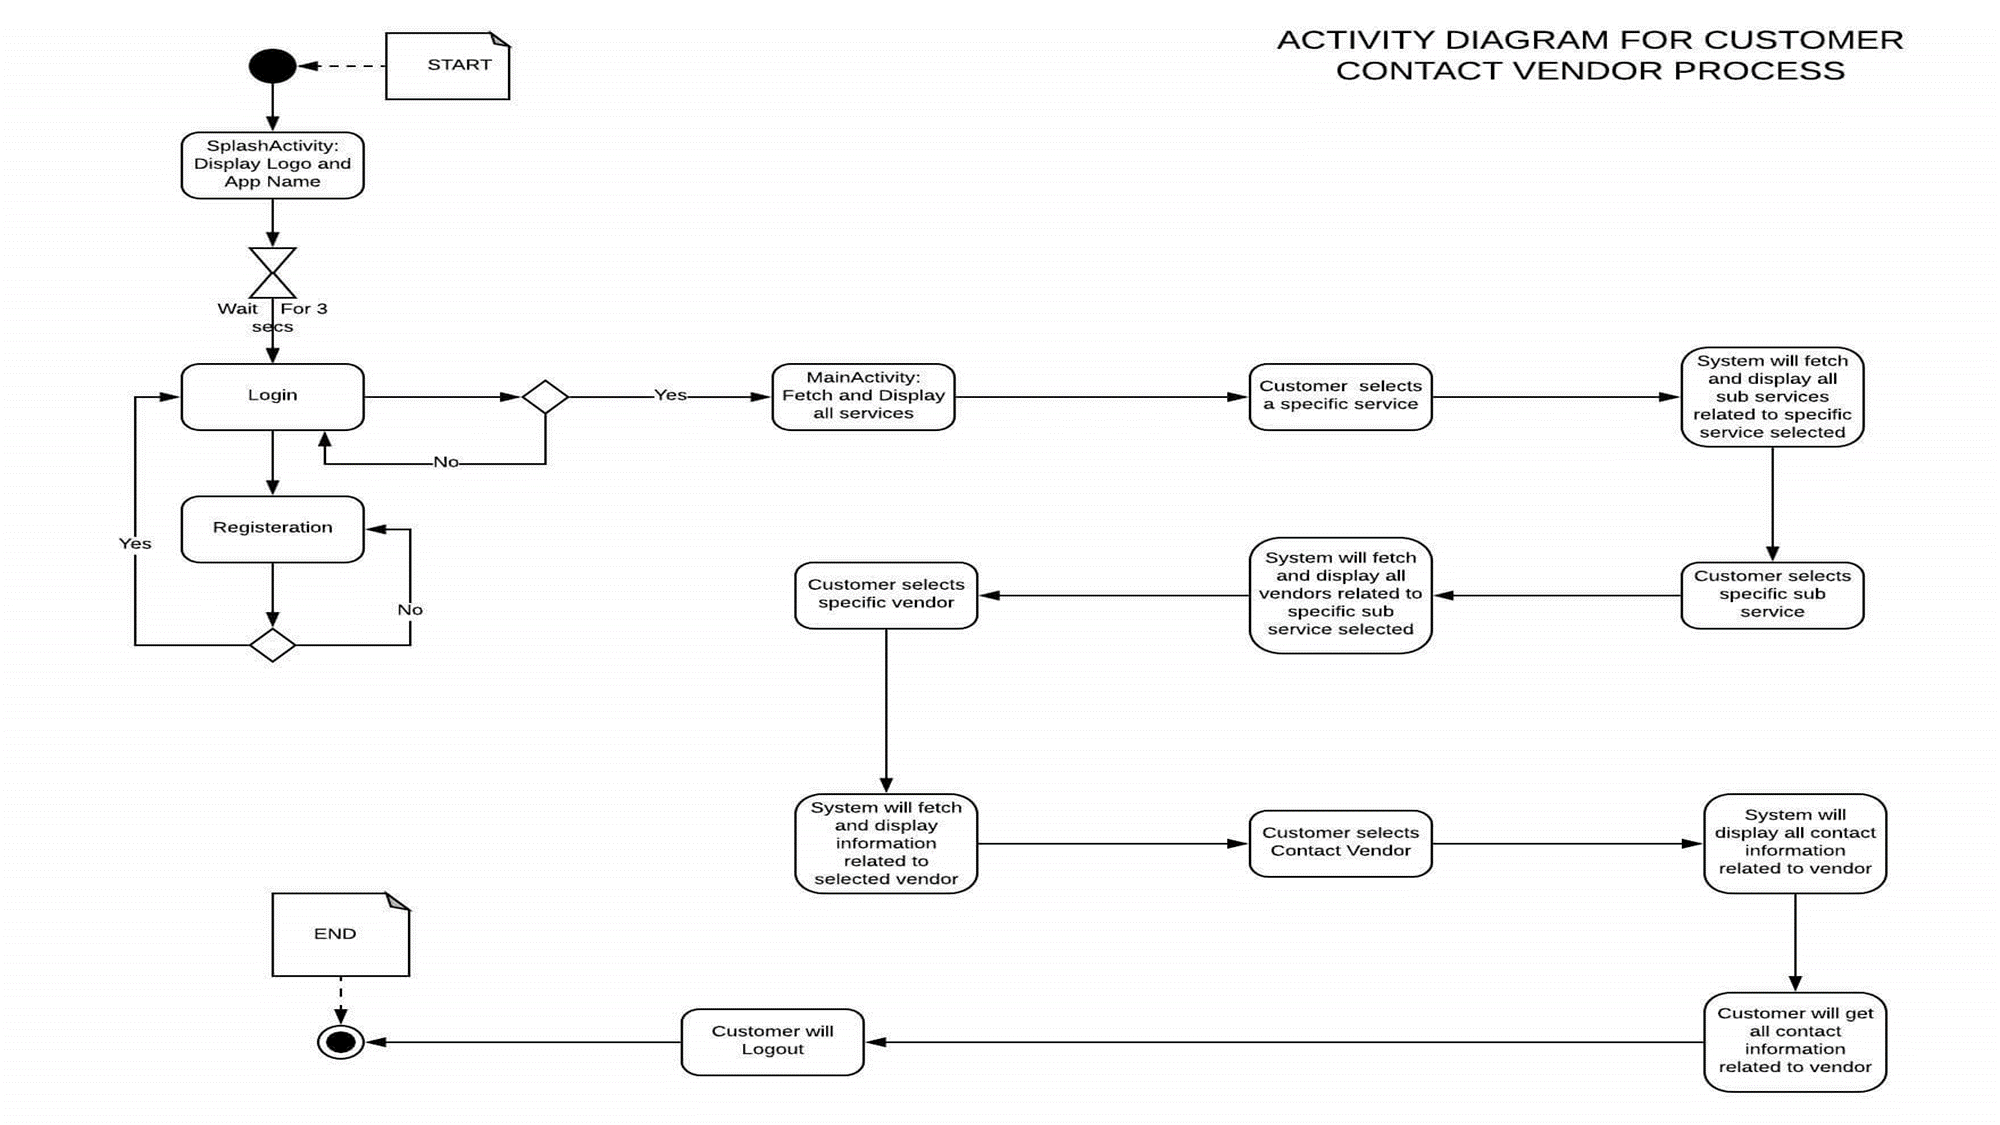 ACTIVITY DIAGRAM FOR CUSTOMER
CONTACT VENDOR PROCESS
START
SplashActivity:
Display Logo and
App Name
Wait For 3
secs
Login
Yes
No
MainActivity:
Fetch and Display
all services
Customer selects
a specific service
System will fetch
and display all
sub services
related to specific
service selected
Registeration
Yes
No
Customer selects
specific vendor
System will fetch
and display all
vendors related to
specific sub
service selected
Customer selects
specific sub
service
System will fetch
and display
information
related to
selected vendor
Customer selects
Contact Vendor
System will
display all contact
information
related to vendor
END
Customer will
Logout
Customer will get
all contact
information
related to vendor